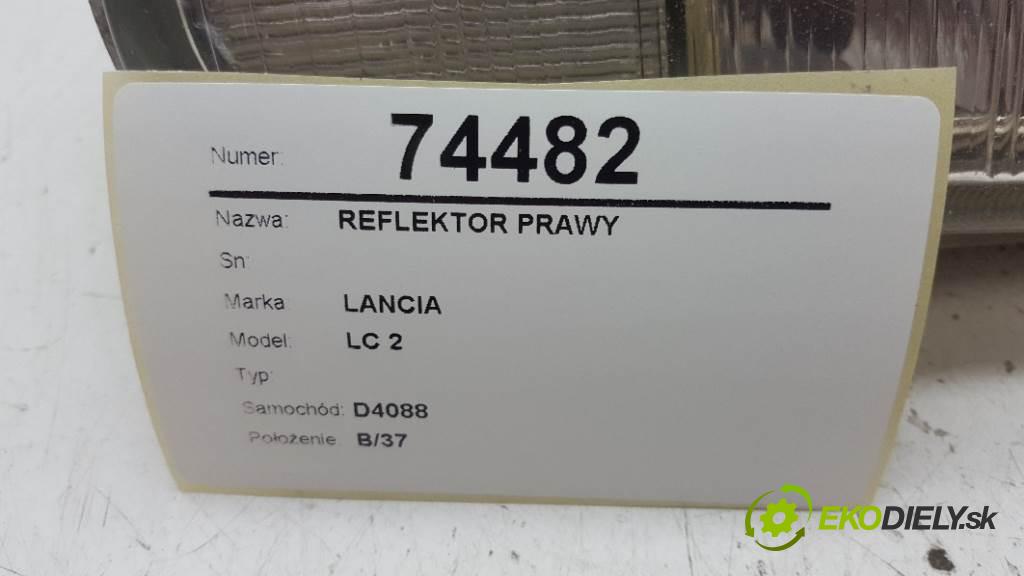 Numer: 74482
Nazwa: REFLEKTOR PRAWY
Sn:
Marka LANCIA
Model: LC 2
Typ:
Samochód: D4088
Położenie B/37
EKODIELY.sk